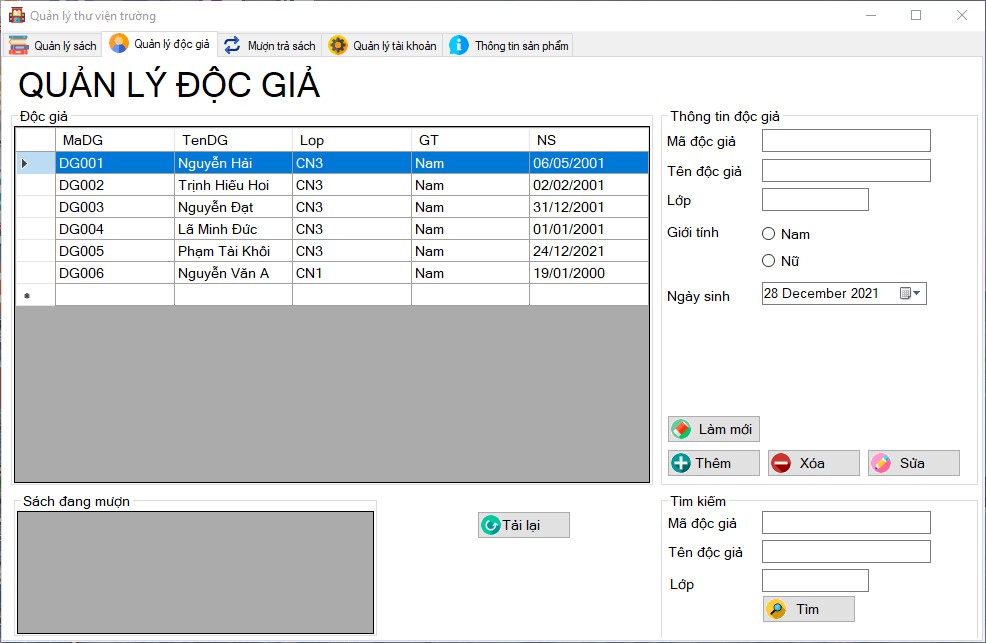 Quản lý thư viện trường
Quản lý sách Quản lý độc giả Mượn trả sách Quản lý tài khoản Thông tin sản phẩm
QUẢN LÝ ĐỘC GIẢ
Độc giả
MaDG TenDG Lop GT NS
DG001 Nguyễn Hải CN3 Nam 06/05/2001
DG002 Trịnh Hiếu Hoi CN3 Nam 02/02/2001
DG003 Nguyễn Đạt CN3 Nam 31/12/2001
DG004 Lã Minh Đức CN3 Nam 01/01/2001
DG005 Phạm Tài Khôi CN3 Nam 24/12/2021
DG006 Nguyễn Văn A CN1 Nam 19/01/2000
Thông tin độc giả
Mã độc giả
Tên độc giả
Lớp
Giới tính
Nam
Nữ
Ngày sinh
28 December 2021
Làm mới
Thêm Xóa Sửa
Sách đang mượn
Tải lại
Tìm kiếm
Mã độc giả
Tên độc giả
Lớp
Tìm